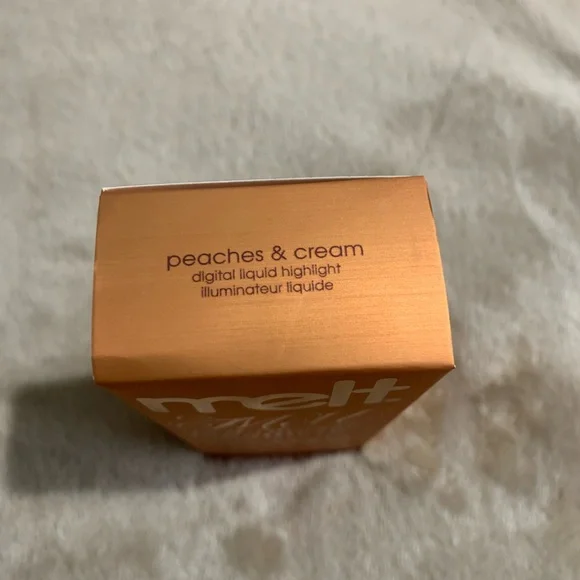 peaches & cream
digital liquid highlight
illuminateur liquide
melt